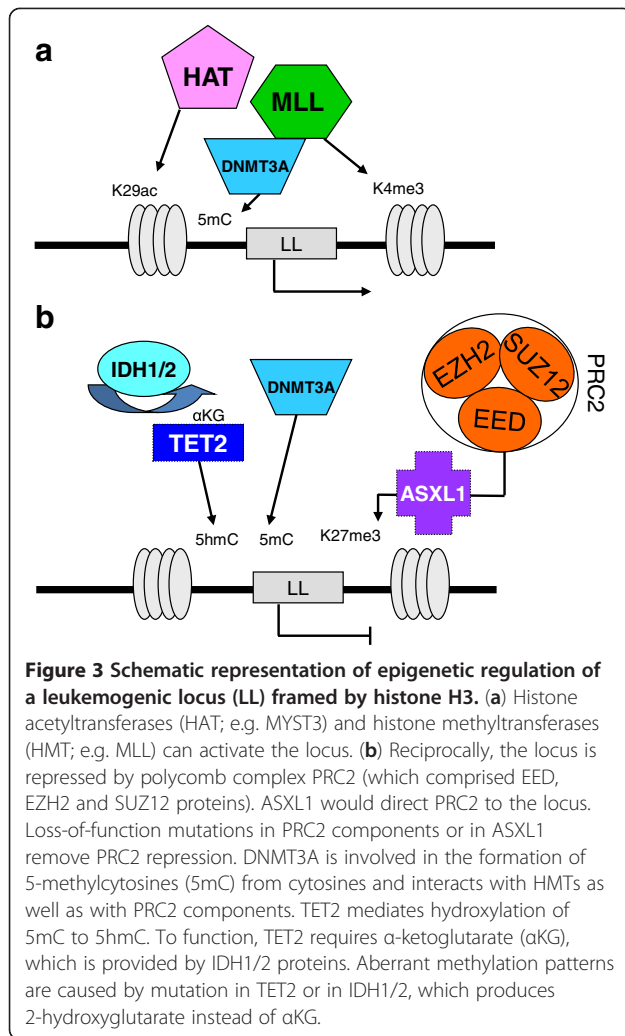 a
HAT
MLL
DNMT3A
K29ac
5mC
K4me3
LL
b
IDH1/2
αKG
TET2
DNMT3A
EZH2
SUZ12
EED
PRC2
ASXL1
5hmC
5mC
K27me3
LL
Figure 3 Schematic representation of epigenetic regulation of
a leukemogenic locus (LL) framed by histone H3. (a) Histone
acetyltransferases (HAT; e.g. MYST3) and histone methyltransferases
(HMT; e.g. MLL) can activate the locus. (b) Reciprocally, the locus is
repressed by polycomb complex PRC2 (which comprised EED,
EZH2 and SUZ12 proteins). ASXL1 would direct PRC2 to the locus.
Loss-of-function mutations in PRC2 components or in ASXL1
remove PRC2 repression. DNMT3A is involved in the formation of
5-methylcytosines (5mC) from cytosines and interacts with HMTs as
well as with PRC2 components. TET2 mediates hydroxylation of
5mC to 5hmC. To function, TET2 requires α-ketoglutarate (αKG),
which is provided by IDH1/2 proteins. Aberrant methylation patterns
are caused by mutation in TET2 or in IDH1/2, which produces
2-hydroxyglutarate instead of αKG.